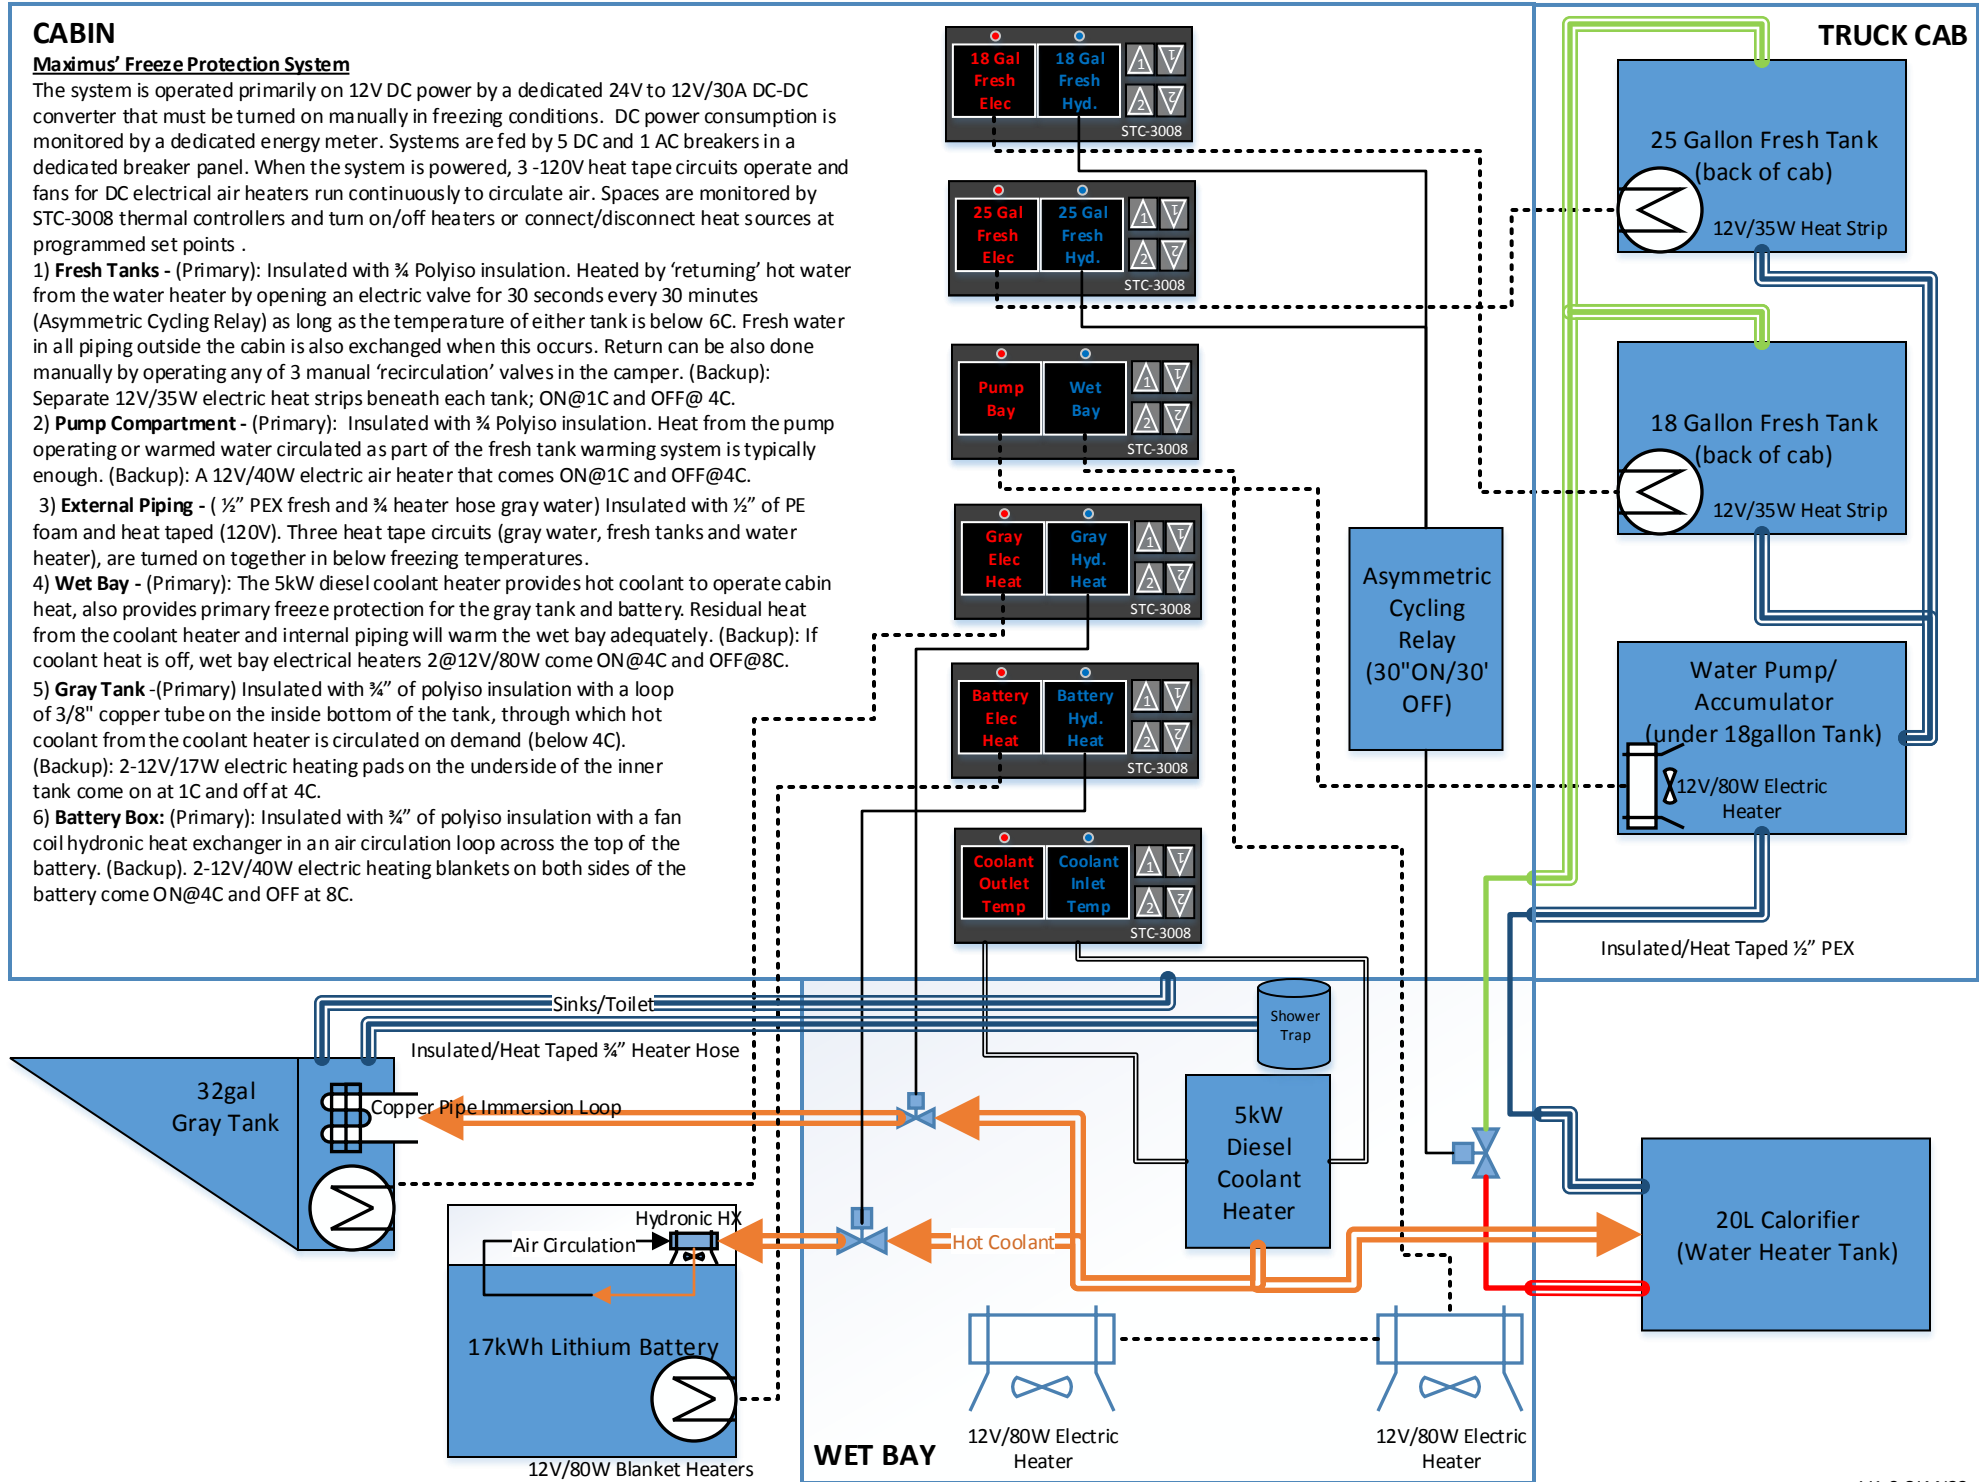 CABIN
Maximus' Freeze Protection System
The system is operated primarily on 12V DC power by a dedicated 24V to 12V/30A DC-DC
converter that must be turned on manually in freezing conditions.  DC power consumption is
monitored by a dedicated energy meter. Systems are fed by 5 DC and 1 AC breakers in a
dedicated breaker panel. When the system is powered, 3 -120V heat tape circuits operate and
fans for DC electrical air heaters run continuously to circulate air. Spaces are monitored by
STC-3008 thermal controllers and turn on/off heaters or connect/disconnect heat sources at
programmed set points .
1) Fresh Tanks - (Primary): Insulated with ¾ Polyiso insulation. Heated by 'returning' hot water
from the water heater by opening an electric valve for 30 seconds every 30 minutes
(Asymmetric Cycling Relay) as long as the temperature of either tank is below 6C. Fresh water
in all piping outside the cabin is also exchanged when this occurs. Return can be also done
manually by operating any of 3 manual 'recirculation' valves in the camper. (Backup):
Separate 12V/35W electric heat strips beneath each tank; ON@1C and OFF@ 4C.
2) Pump Compartment - (Primary):  Insulated with ¾ Polyiso insulation. Heat from the pump
operating or warmed water circulated as part of the fresh tank warming system is typically
enough. (Backup): A 12V/40W electric air heater that comes ON@1C and OFF@4C.
3) External Piping - ( ½" PEX fresh and ¾ heater hose gray water) Insulated with ½" of PE
foam and heat taped (120V). Three heat tape circuits (gray water, fresh tanks and water
heater), are turned on together in below freezing temperatures.
4) Wet Bay - (Primary): The 5kW diesel coolant heater provides hot coolant to operate cabin
heat, also provides primary freeze protection for the gray tank and battery. Residual heat
from the coolant heater and internal piping will warm the wet bay adequately. (Backup): If
coolant heat is off, wet bay electrical heaters 2@12V/80W come ON@4C and OFF@8C.
5) Gray Tank -(Primary) Insulated with ¾" of polyiso insulation with a loop
of 3/8" copper tube on the inside bottom of the tank, through which hot
coolant from the coolant heater is circulated on demand (below 4C).
(Backup): 2-12V/17W electric heating pads on the underside of the inner
tank come on at 1C and off at 4C.
6) Battery Box: (Primary): Insulated with ¾" of polyiso insulation with a fan
coil hydronic heat exchanger in an air circulation loop across the top of the
battery. (Backup). 2-12V/40W electric heating blankets on both sides of the
battery come ON@4C and OFF at 8C.
18 Gal
Fresh
Elec
18 Gal
Fresh
Hyd.
1
1
2
2
STC-3008
25 Gal
Fresh
Elec
25 Gal
Fresh
Hyd.
1
1
2
2
STC-3008
Pump
Bay
Wet
Bay
1
1
2
2
STC-3008
Gray
Elec
Heat
Gray
Hyd.
Heat
1
1
2
2
STC-3008
Battery
Elec
Heat
Battery
Hyd.
Heat
1
1
2
2
STC-3008
Coolant
Outlet
Temp
Coolant
Inlet
Temp
1
1
2
2
STC-3008
Asymmetric
Cycling
Relay
(30"ON/30'
OFF)
TRUCK CAB
25 Gallon Fresh Tank
(back of cab)
12V/35W Heat Strip
18 Gallon Fresh Tank
(back of cab)
12V/35W Heat Strip
Water Pump/
Accumulator
(under 18gallon Tank)
12V/80W Electric
Heater
Insulated/Heat Taped ½" PEX
Sinks/Toilet
Insulated/Heat Taped ¾" Heater Hose
Shower
Trap
32gal
Gray Tank
Copper Pipe Immersion Loop
5kW
Diesel
Coolant
Heater
Hydronic HX
Air Circulation
Hot Coolant
20L Calorifier
(Water Heater Tank)
17kWh Lithium Battery
12V/80W Blanket Heaters
WET BAY
12V/80W Electric
Heater
12V/80W Electric
Heater